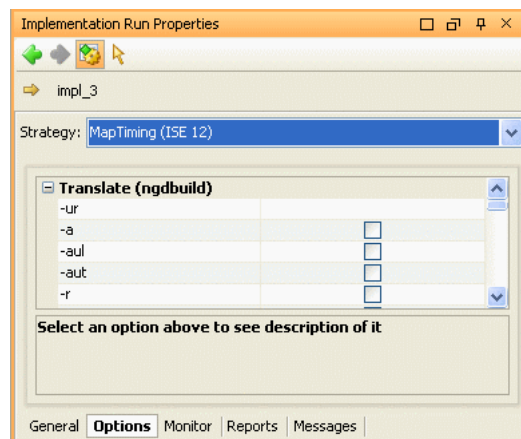 Implementation Run Properties
impl_3
Strategy: MapTiming (ISE 12)
Translate (ngdbuild)
-ur
-a
-aul
-aut
-r
Select an option above to see description of it
General Options Monitor Reports Messages